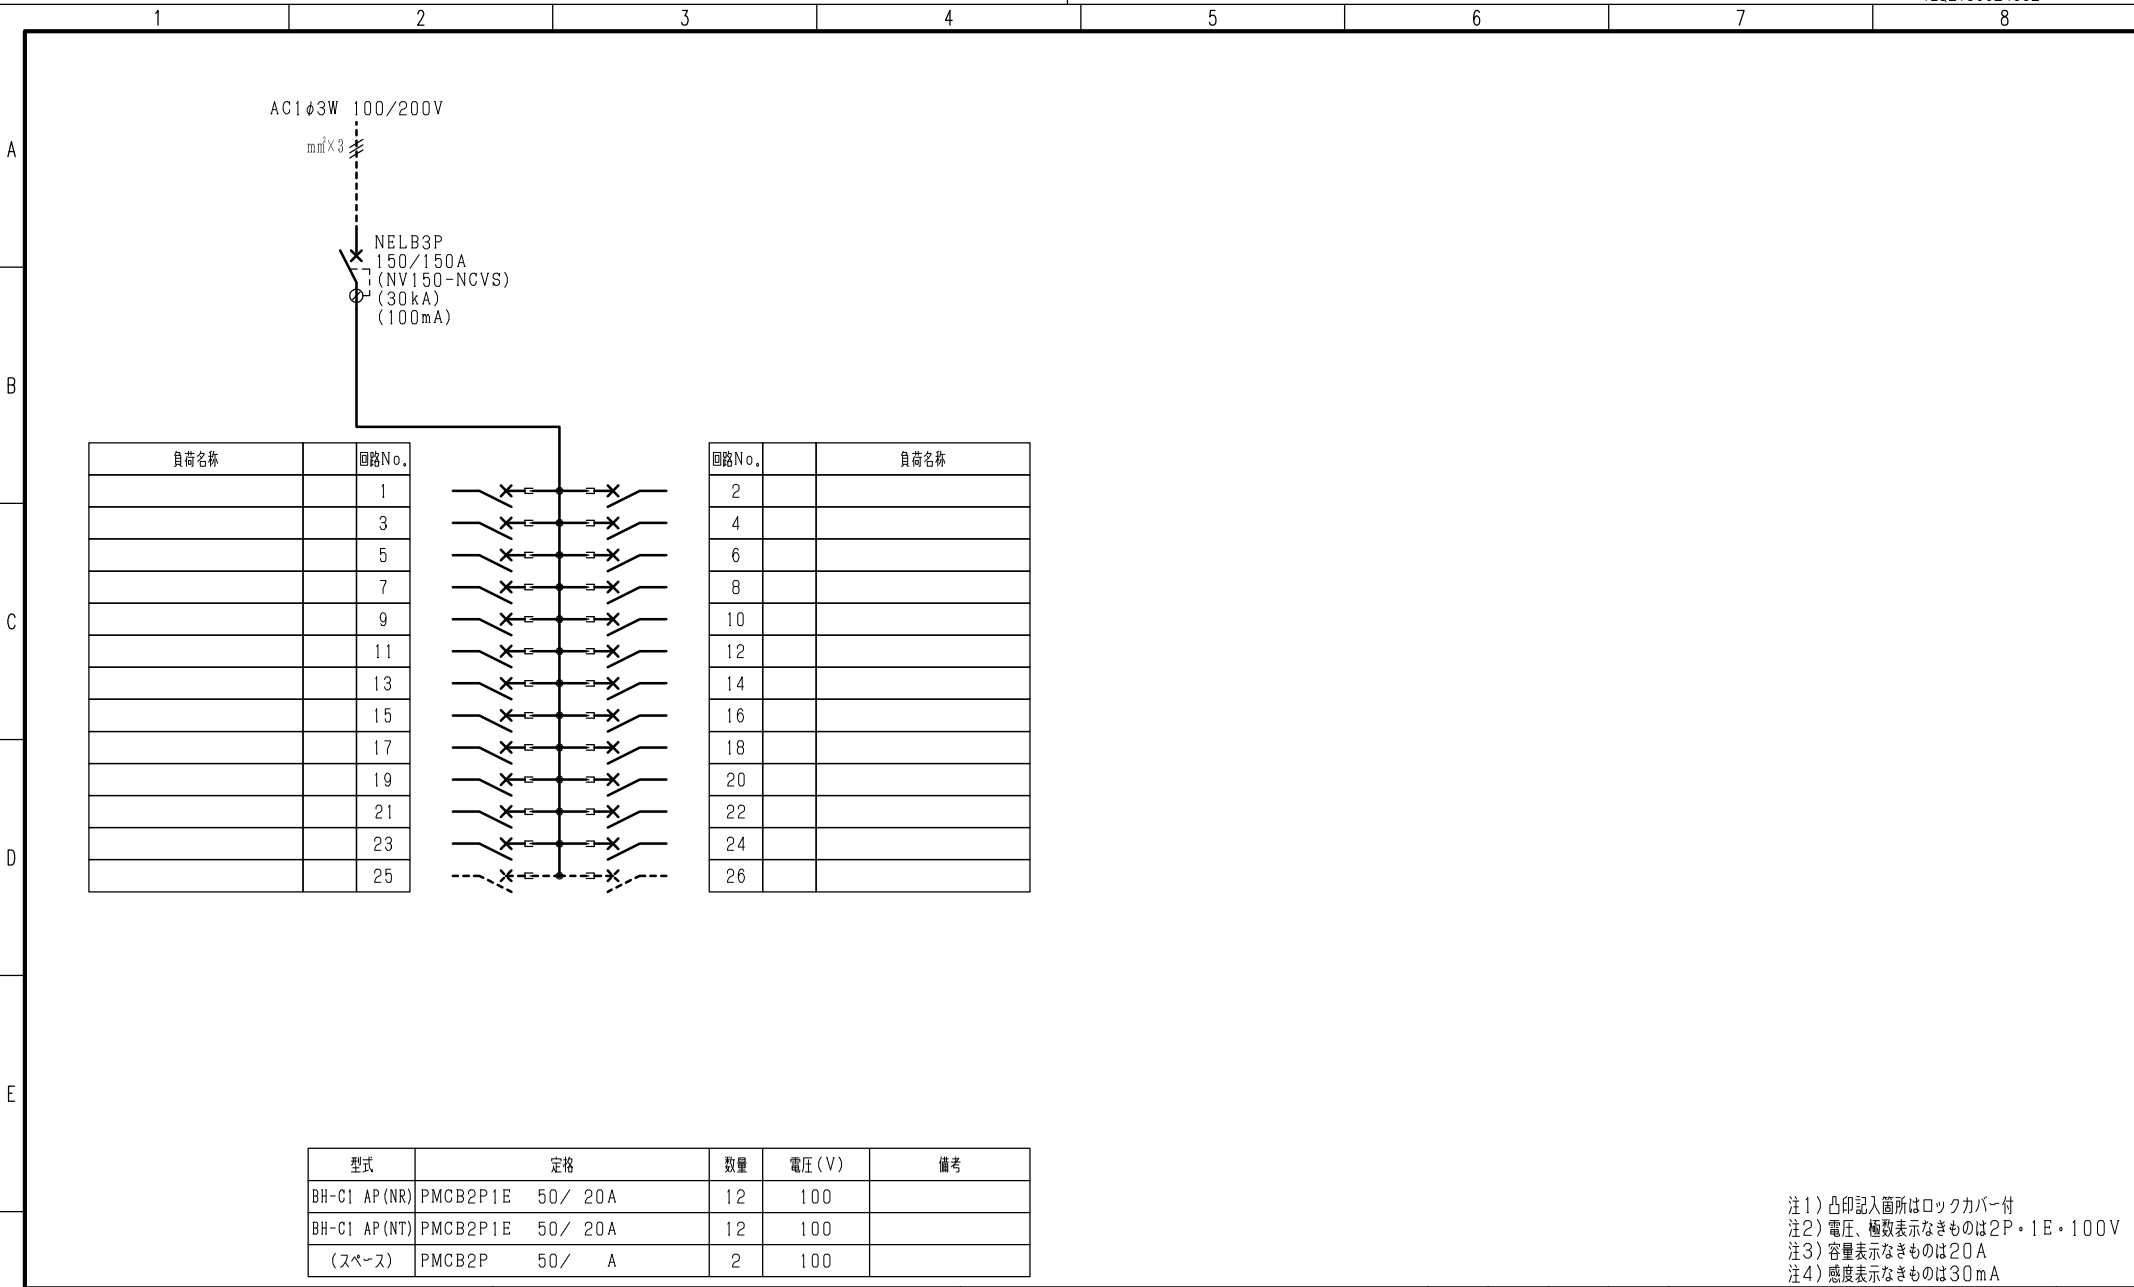 1 2 3 4 5 6 7 8
AC1φ3W 100/200V
A
mm²×3
NELB3P
150/150A
(NV150-NCVS)
(30kA)
(100mA)
B
負荷名称 回路No. 回路No. 負荷名称
1 2
3 4
5 6
7 8
9 10
C
11 12
13 14
15 16
17 18
19 20
21 22
23 24
D
25 26
E
型式 定格 数量 電圧(V) 備考
BH-C1 AP(NR) PMCB2P1E 50/ 20A 12 100
BH-C1 AP(NT) PMCB2P1E 50/ 20A 12 100
(スペース) PMCB2P 50/ A 2 100
注1)凸印記入箇所はロックカバー付
注2)電圧、極数表示なきものは2P・1E・100V
注3)容量表示なきものは20A
注4)感度表示なきものは30mA